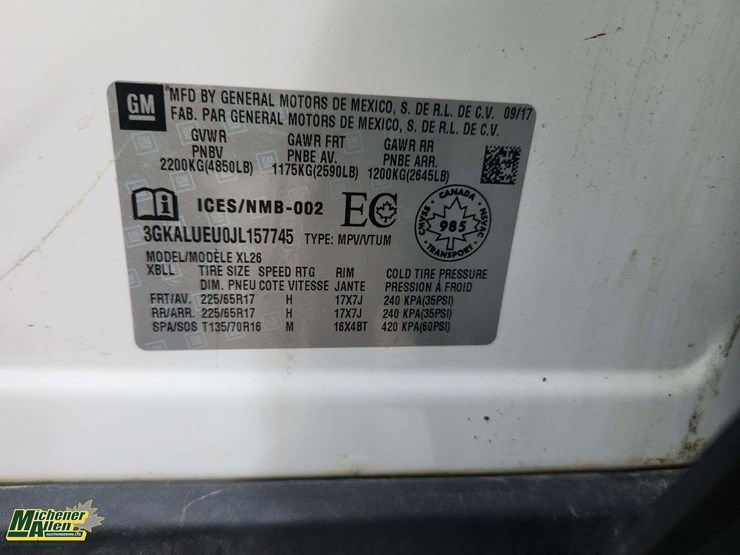 GM
MFD BY GENERAL MOTORS DE MEXICO, S. DE R.L. DE C.V. 09/17
FAB. PAR GENERAL MOTORS DE MEXICO, S. DE R.L. DE C.V.
GVWR GAWR FRT GAWR RR
PNBV PNBE AV. PNBE ARR.
2200KG(4850LB) 1175KG(2590LB) 1200KG(2645LB)
i ICES/NMB-002 EC
CANADA
SVAC NSVAC
985
TRANSPORT
3GKALUEU0JL157745 TYPE: MPV/VTUM
MODEL/MODÈLE XL26
XBLL TIRE SIZE SPEED RTG RIM COLD TIRE PRESSURE
DIM. PNEU COTE VITESSE JANTE PRESSION À FROID
FRT/AV. 225/65R17 H 17X7J 240 KPA(35PSI)
RR/ARR. 225/65R17 H 17X7J 240 KPA(35PSI)
SPA/SOS T135/70R16 M 16X4BT 420 KPA(60PSI)
Michener
Allen
AUCTIONEERING LTD.